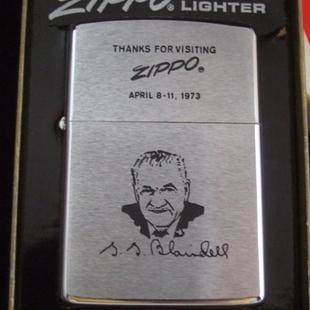 ZIPPO® LIGHTER
THANKS FOR VISITING
ZIPPO®
APRIL 8-11, 1973
G. G. Blaisdell